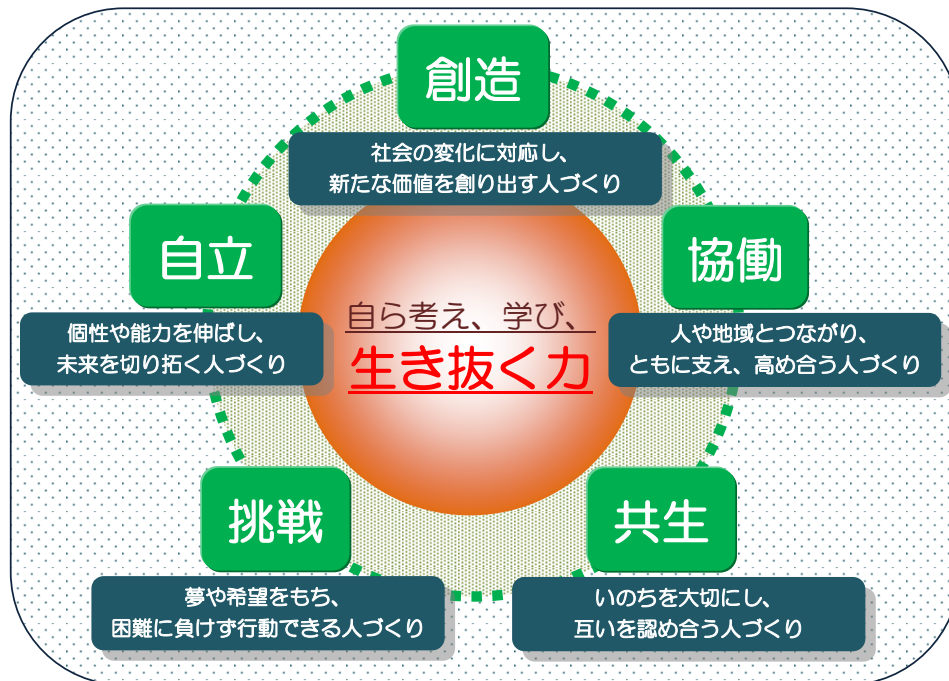 創造
社会の変化に対応し、
新たな価値を創り出す人づくり
自立
個性や能力を伸ばし、
未来を切り拓く人づくり
協働
人や地域とつながり、
ともに支え、高め合う人づくり
自ら考え、学び、
生き抜く力
挑戦
夢や希望をもち、
困難に負けず行動できる人づくり
共生
いのちを大切にし、
互いを認め合う人づくり